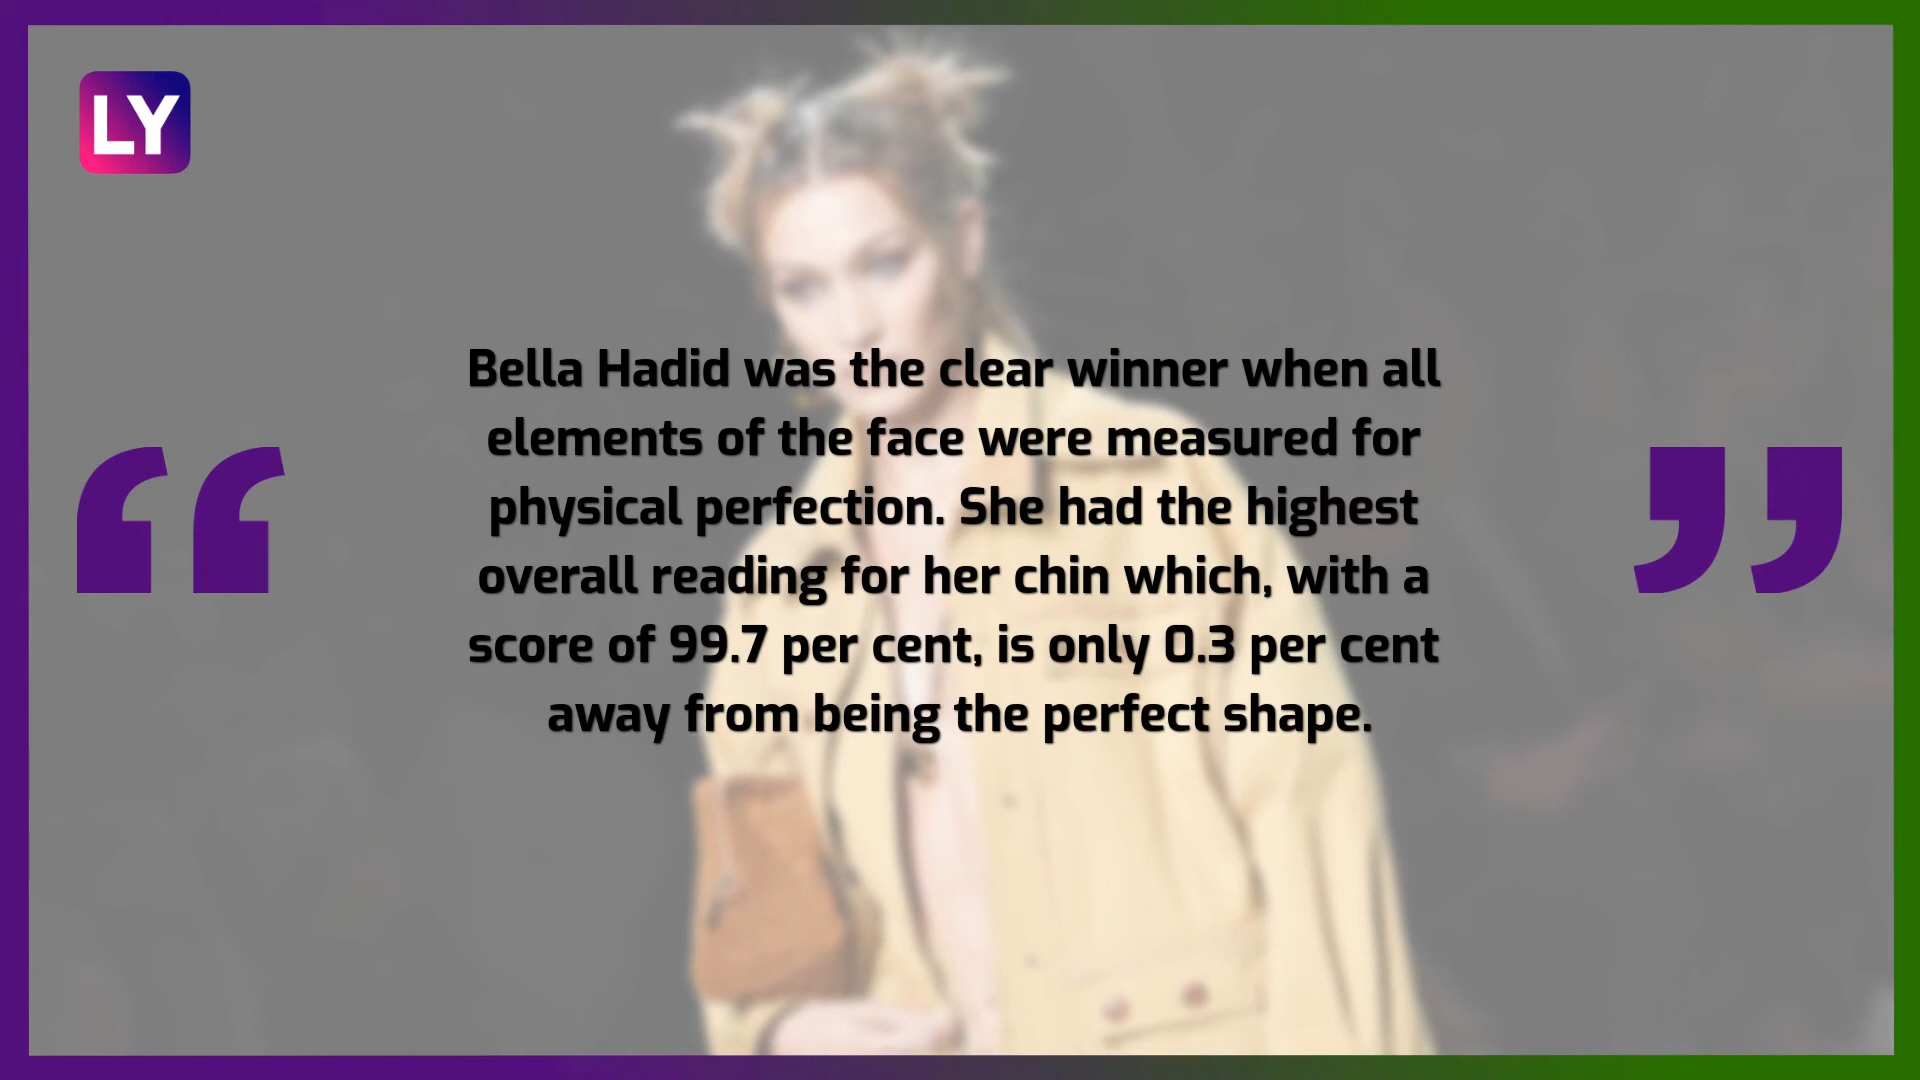 LY
Bella Hadid was the clear winner when all
elements of the face were measured for
physical perfection. She had the highest
“ ”
overall reading for her chin which, with a
score of 99.7 per cent, is only 0.3 per cent
away from being the perfect shape.